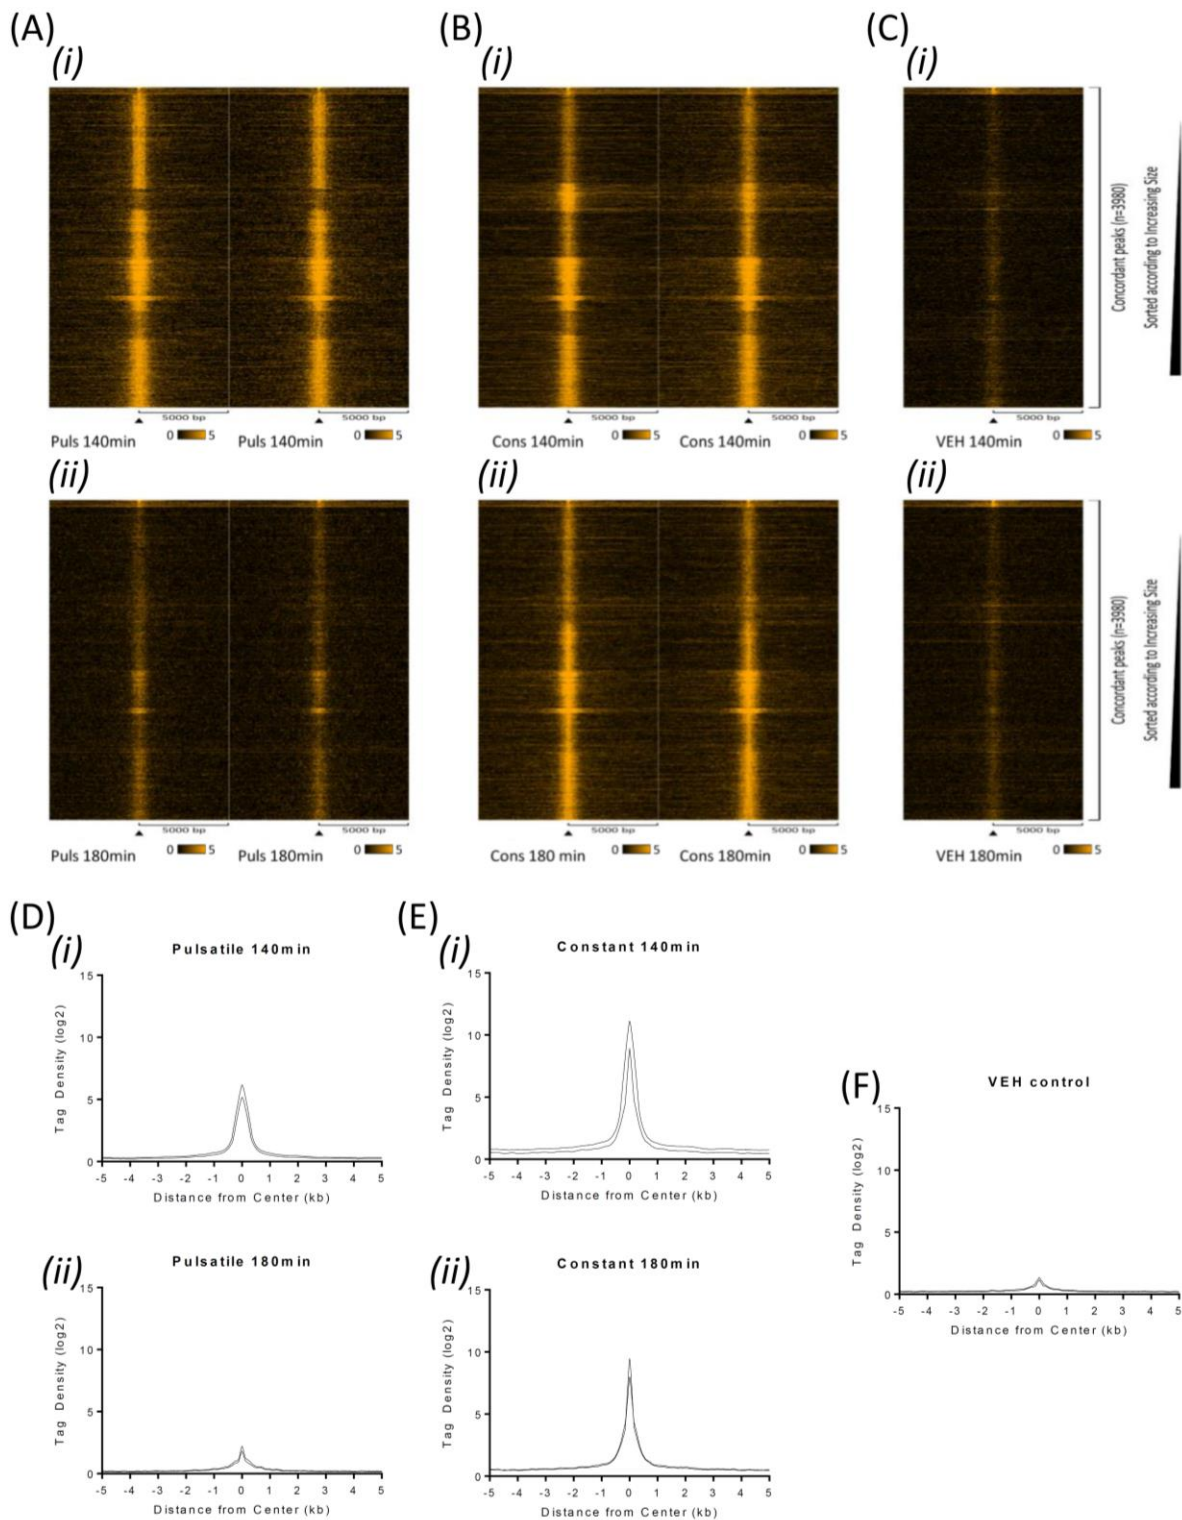 (A)
(i)
(B)
(i)
(C)
(i)
5000 bp
5000 bp
5000 bp
5000 bp
5000 bp
Puls 140min
0 5
Puls 140min
0 5
Cons 140min
0 5
Cons 140min
0 5
VEH 140min
0 5
Concordant peaks (n=3980)
Sorted according to Increasing Size
(ii)
(ii)
(ii)
5000 bp
5000 bp
5000 bp
5000 bp
5000 bp
Puls 180min
0 5
Puls 180min
0 5
Cons 180 min
0 5
Cons 180min
0 5
VEH 180min
0 5
Concordant peaks (n=3980)
Sorted according to Increasing Size
(D)
(i)
Pulsatile 140min
Tag Density (log2)
15
10
5
0
-5 -4 -3 -2 -1 0 1 2 3 4 5
Distance from Center (kb)
(E)
(i)
Constant 140min
Tag Density (log2)
15
10
5
0
-5 -4 -3 -2 -1 0 1 2 3 4 5
Distance from Center (kb)
(ii)
Pulsatile 180min
Tag Density (log2)
15
10
5
0
-5 -4 -3 -2 -1 0 1 2 3 4 5
Distance from Center (kb)
(ii)
Constant 180min
Tag Density (log2)
15
10
5
0
-5 -4 -3 -2 -1 0 1 2 3 4 5
Distance from Center (kb)
(F)
VEH control
Tag Density (log2)
15
10
5
0
-5 -4 -3 -2 -1 0 1 2 3 4 5
Distance from Center (kb)